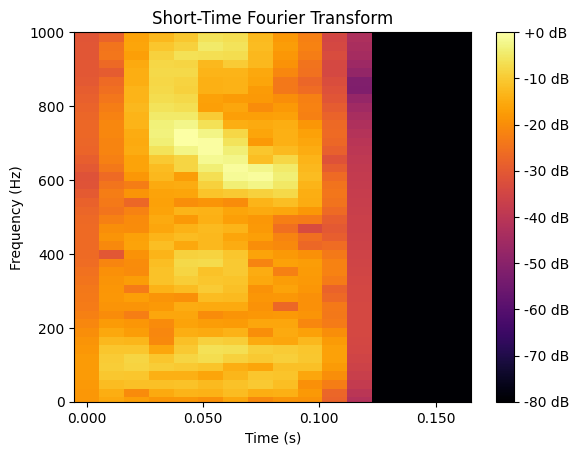 Short-Time Fourier Transform
1000
800
600
400
200
0
Frequency (Hz)
0.000
0.050
0.100
0.150
Time (s)
+0 dB
-10 dB
-20 dB
-30 dB
-40 dB
-50 dB
-60 dB
-70 dB
-80 dB